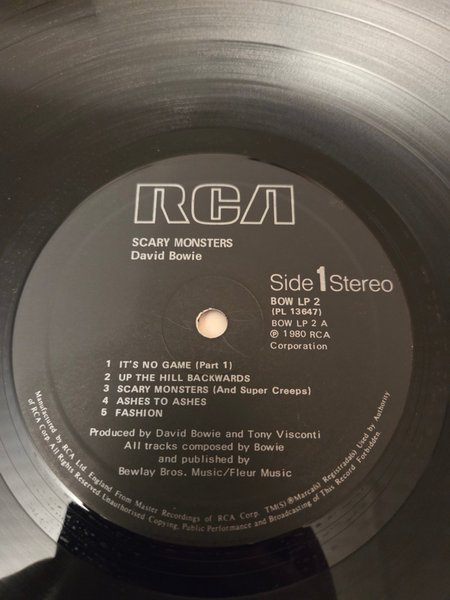 RCA
SCARY MONSTERS
David Bowie
Side 1 Stereo
BOW LP 2
(PL 13647)
BOW LP 2 A
℗ 1980 RCA
Corporation
1 IT'S NO GAME (Part 1)
2 UP THE HILL BACKWARDS
3 SCARY MONSTERS (And Super Creeps)
4 ASHES TO ASHES
5 FASHION
Produced by David Bowie and Tony Visconti
All tracks composed by Bowie
and published by
Bewlay Bros. Music/Fleur Music
Manufactured by RCA Ltd. England. From Master Recordings of RCA Corp. TM(S) ® Marca(s) Registrada(s) Used by Authority
of RCA Corp. All Rights Reserved. Unauthorised Copying, Public Performance and Broadcasting of This Record Forbidden.